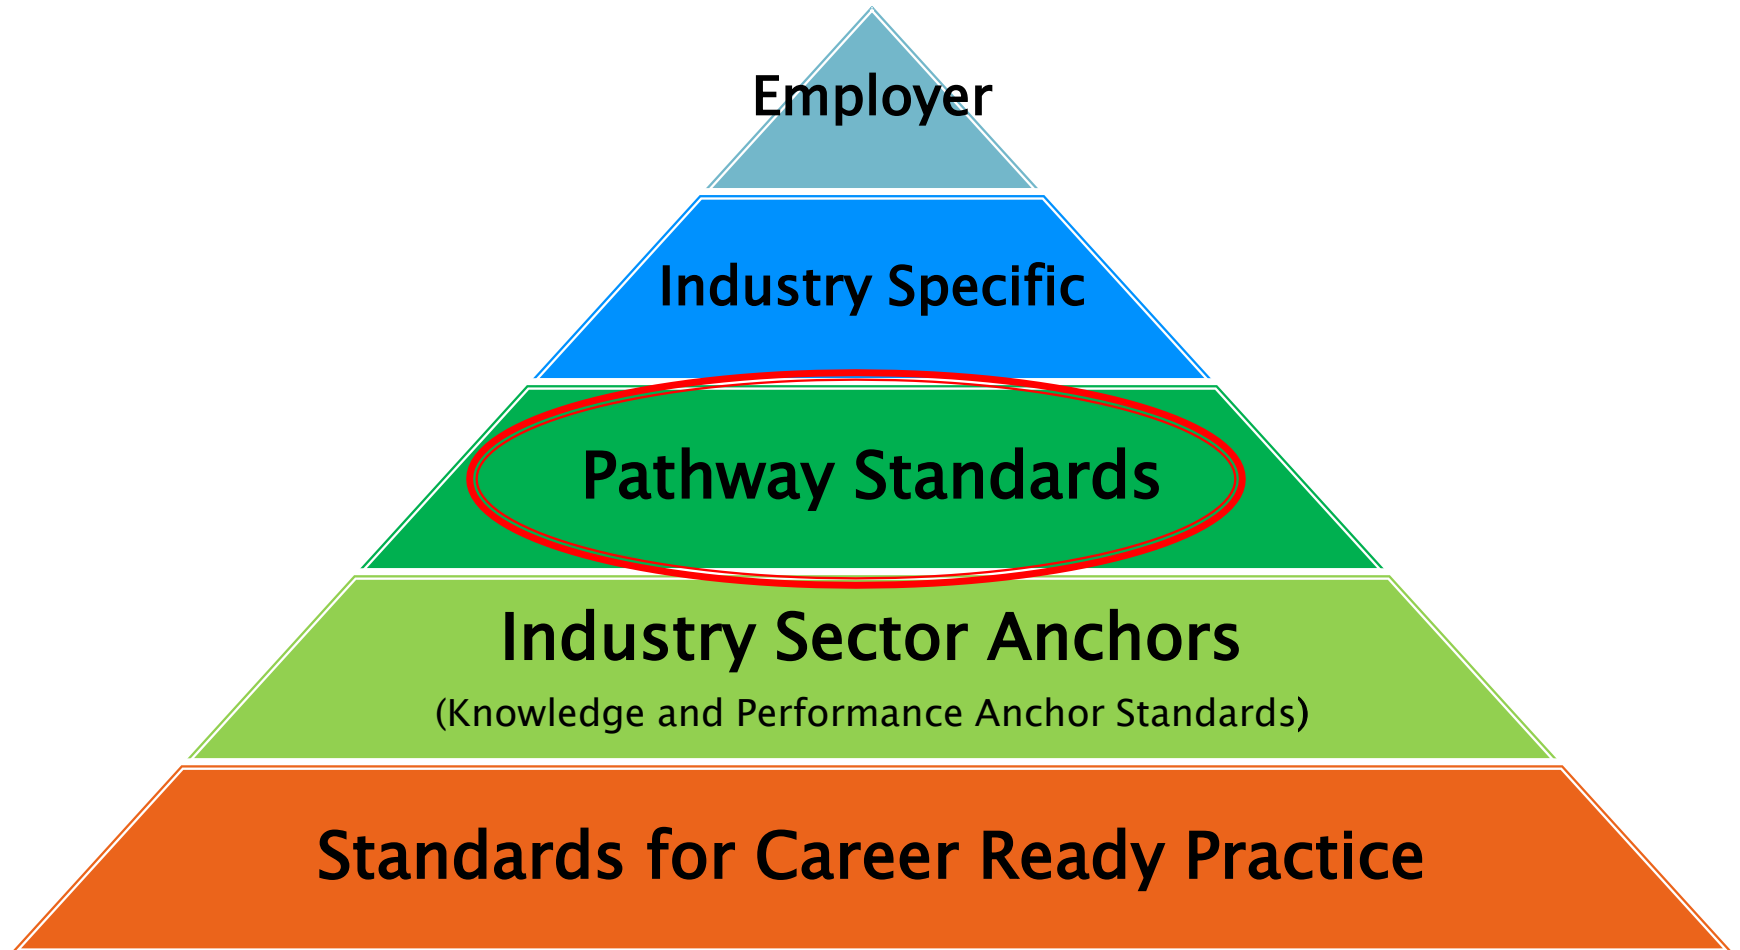 Employer
Industry Specific
Pathway Standards
Industry Sector Anchors
(Knowledge and Performance Anchor Standards)
Standards for Career Ready Practice